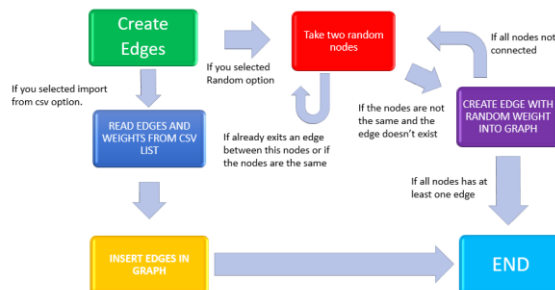 Create
Edges
Take two random
nodes
If all nodes not
connected
If you selected
Random option
If you selected import
from csv option.
READ EDGES AND
WEIGHTS FROM CSV
LIST
If the nodes are not
the same and the
edge doesn't exist
CREATE EDGE WITH
RANDOM WEIGHT
INTO GRAPH
If already exits an edge
between this nodes or if
the nodes are the same
If all nodes has at
least one edge
INSERT EDGES IN
GRAPH
END